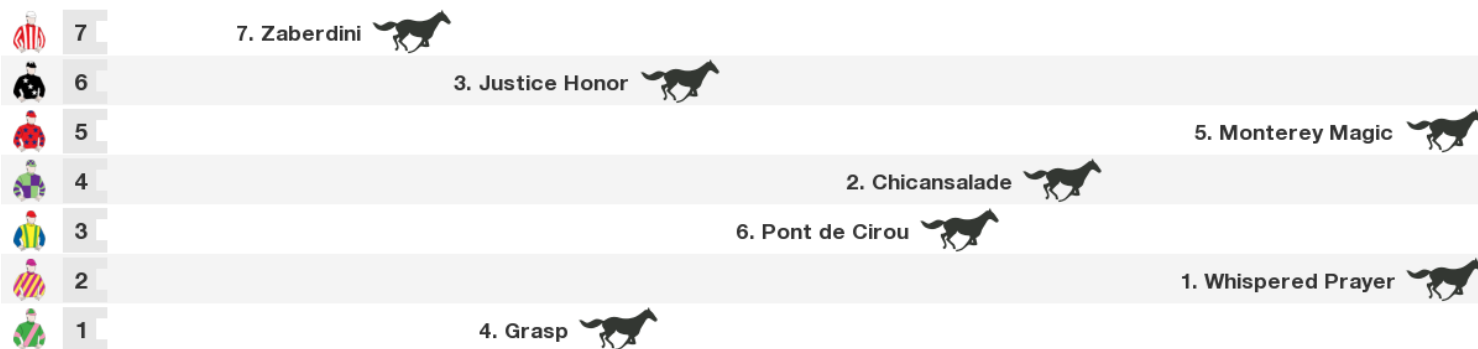 7 7. Zaberdini
6 3. Justice Honor
5 5. Monterey Magic
4 2. Chicansalade
3 6. Pont de Cirou
2 1. Whispered Prayer
1 4. Grasp